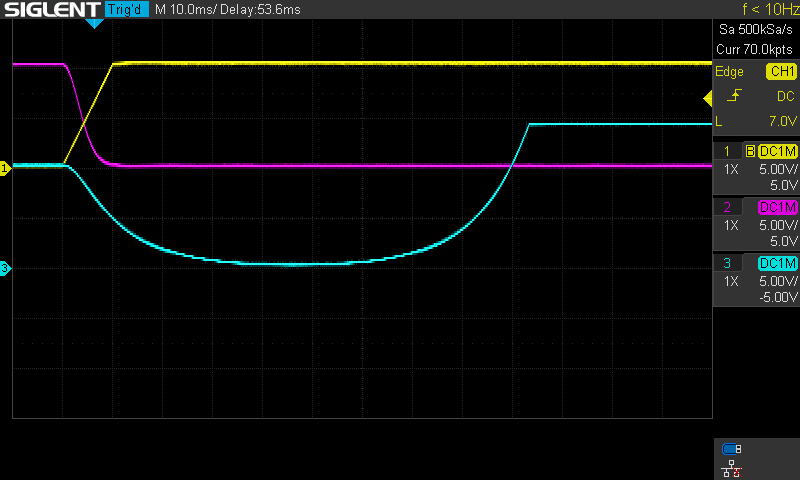 SIGLENT Trig'd M 10.0ms/ Delay:53.6ms f < 10Hz
Sa 500kSa/s
Curr 70.0kpts
Edge CH1
DC
L 7.0V
1 B DC1M
1X 5.00V/
5.0V
2 DC1M
1X 5.00V/
5.0V
3 DC1M
1X 5.00V/
-5.00V
1
3